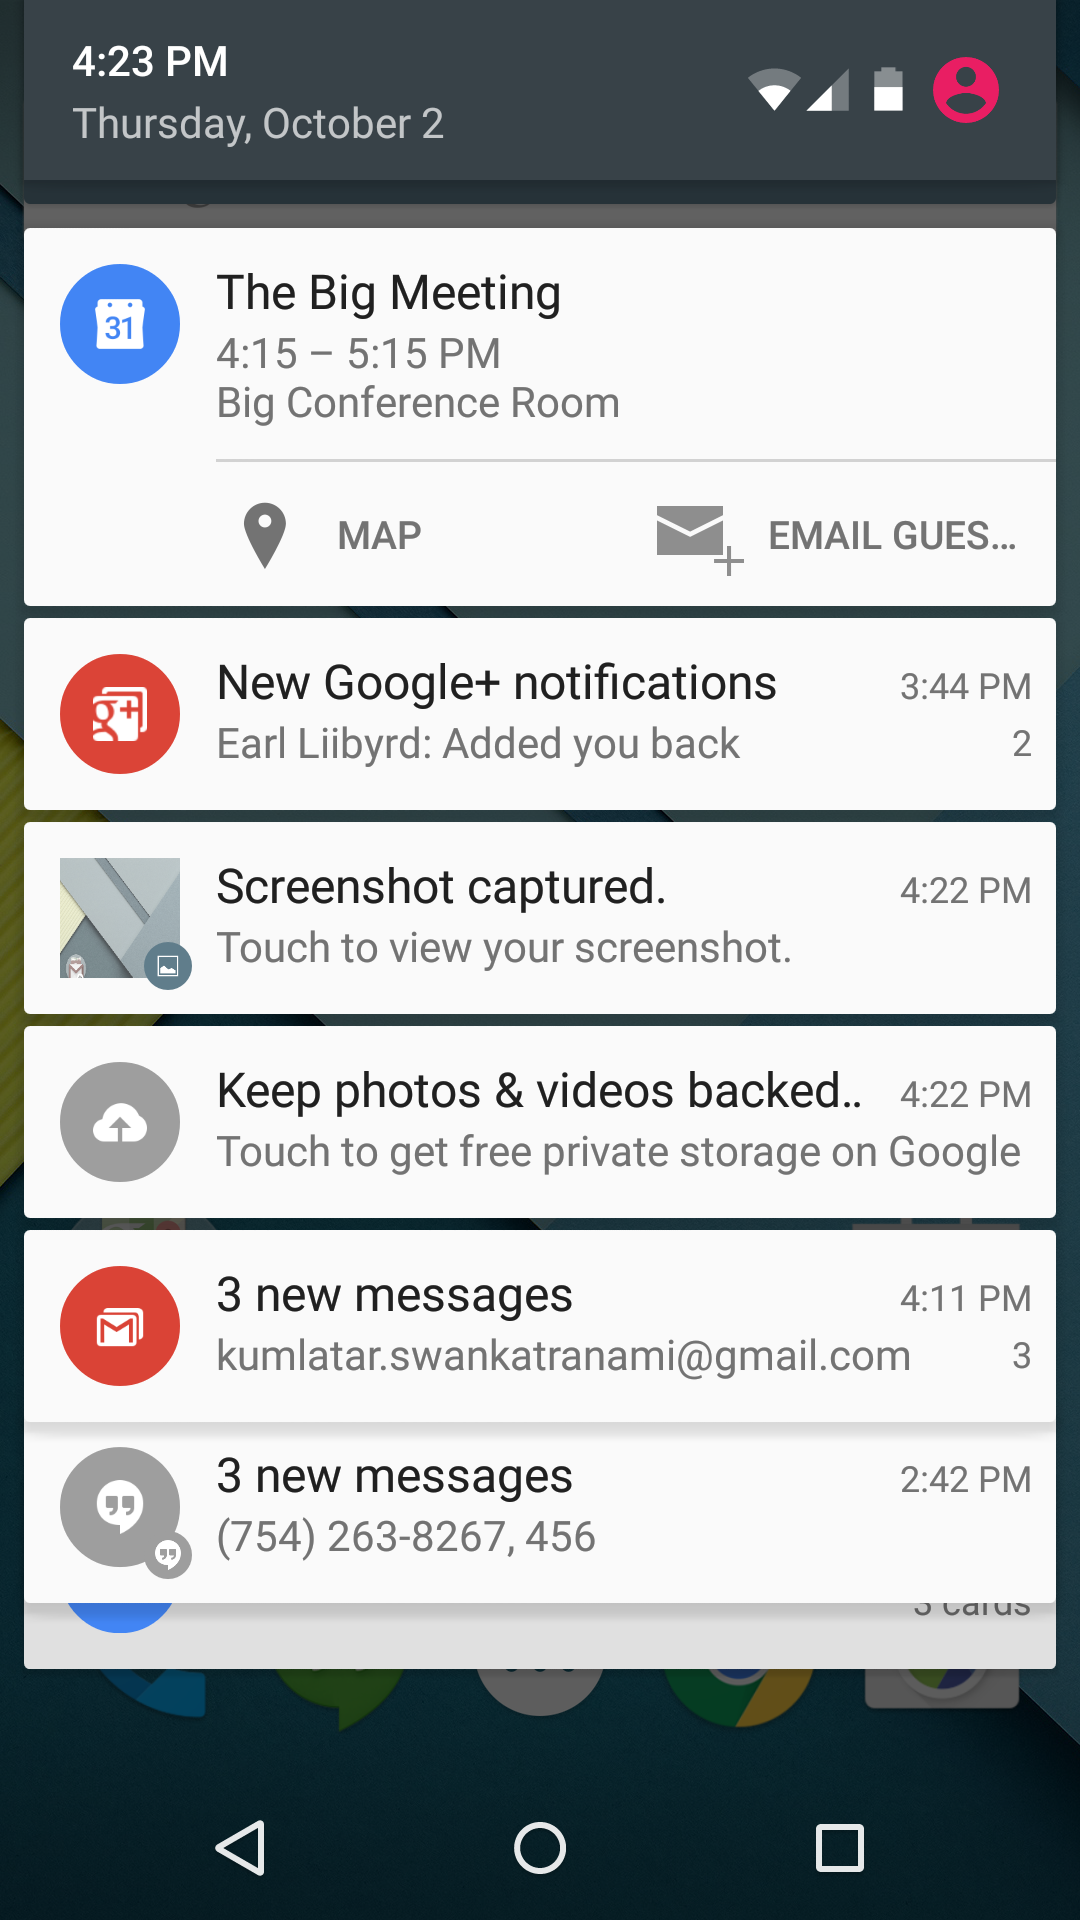 4:23 PM
Thursday, October 2
31
The Big Meeting
4:15 – 5:15 PM
Big Conference Room
MAP
EMAIL GUES...
g+
New Google+ notifications
3:44 PM
Earl Liibyrd: Added you back
2
Screenshot captured.
4:22 PM
Touch to view your screenshot.
Keep photos & videos backed..
4:22 PM
Touch to get free private storage on Google
3 new messages
4:11 PM
kumlatar.swankatranami@gmail.com
3
3 new messages
2:42 PM
(754) 263-8267, 456
3 cards